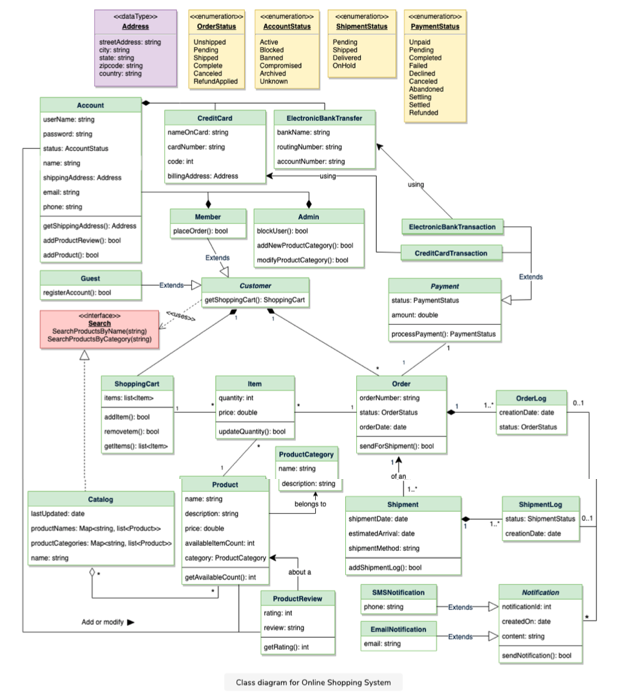 <<dataType>>
Address
streetAddress: string
city: string
state: string
zipcode: string
country: string
<<enumeration>>
OrderStatus
Unshipped
Pending
Shipped
Complete
Canceled
RefundApplied
<<enumeration>>
AccountStatus
Active
Blocked
Banned
Compromised
Archived
Unknown
<<enumeration>>
ShipmentStatus
Pending
Shipped
Delivered
OnHold
<<enumeration>>
PaymentStatus
Unpaid
Pending
Completed
Failed
Declined
Canceled
Abandoned
Settling
Settled
Refunded
Account
userName: string
password: string
status: AccountStatus
name: string
shippingAddress: Address
email: string
phone: string
getShippingAddress(): Address
addProductReview(): bool
addProduct(): bool
CreditCard
nameOnCard: string
cardNumber: string
code: int
billingAddress: Address
ElectronicBankTransfer
bankName: string
routingNumber: string
accountNumber: string
using
using
Member
placeOrder(): bool
Admin
blockUser(): bool
addNewProductCategory(): bool
modifyProductCategory(): bool
ElectronicBankTransaction
CreditCardTransaction
Extends
Extends
Guest
registerAccount(): bool
Extends
Customer
getShoppingCart(): ShoppingCart
Payment
status: PaymentStatus
amount: double
processPayment(): PaymentStatus
<<interface>>
Search
SearchProductsByName(string)
SearchProductsByCategory(string)
<<uses>>
1
1
1
*
1
ShoppingCart
items: list<item>
addItem(): bool
removetem(): bool
getItems(): list<item>
1
*
Item
quantity: int
price: double
updateQuantity(): bool
*
1
Order
orderNumber: string
status: OrderStatus
orderDate: date
sendForShipment(): bool
1
1..*
OrderLog
creationDate: date
status: OrderStatus
0..1
*
1
ProductCategory
name: string
description: string
belongs to
1
of an
1..*
Catalog
lastUpdated: date
productNames: Map<string, list<Product>>
productCategories: Map<string, list<Product>>
name: string
*
*
Product
name: string
description: string
price: double
availableItemCount: int
category: ProductCategory
getAvailableCount(): int
Shipment
shipmentDate: date
estimatedArrival: date
shipmentMethod: string
addShipmentLog(): bool
1
1..*
ShipmentLog
status: ShipmentStatus
creationDate: date
0..1
about a
ProductReview
rating: int
review: string
getRating(): int
Add or modify
SMSNotification
phone: string
Extends
EmailNotification
email: string
Extends
Notification
notificationId: int
createdOn: date
content: string
sendNotification(): bool
*
Class diagram for Online Shopping System